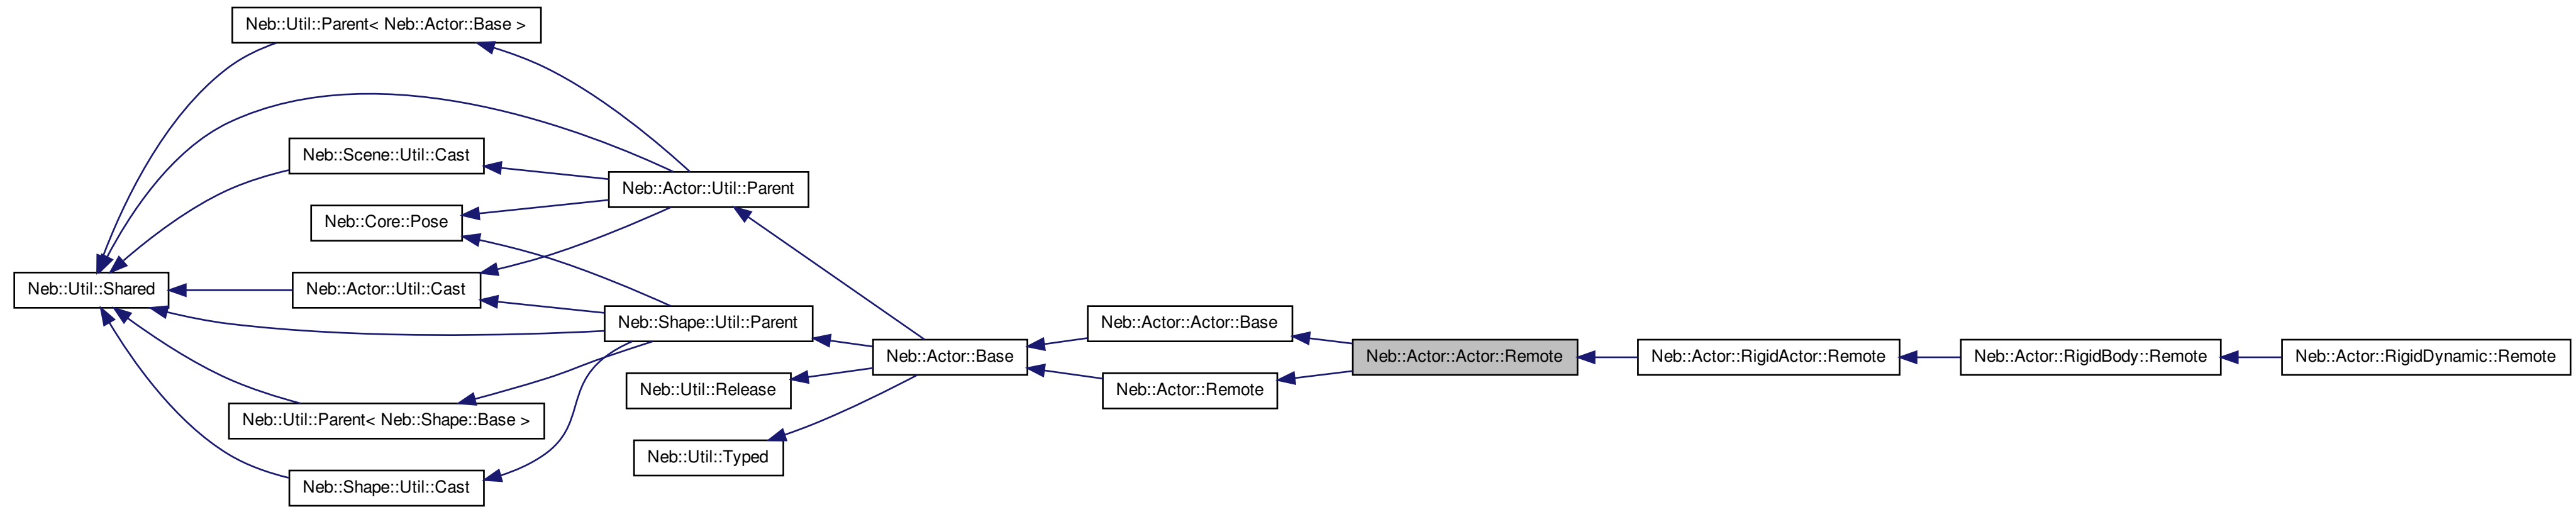 Neb::Util::Parent< Neb::Actor::Base >
Neb::Scene::Util::Cast
Neb::Actor::Util::Parent
Neb::Core::Pose
Neb::Util::Shared
Neb::Actor::Util::Cast
Neb::Shape::Util::Parent
Neb::Actor::Actor::Base
Neb::Actor::Base
Neb::Actor::Actor::Remote
Neb::Actor::RigidActor::Remote
Neb::Actor::RigidBody::Remote
Neb::Actor::RigidDynamic::Remote
Neb::Util::Release
Neb::Actor::Remote
Neb::Util::Parent< Neb::Shape::Base >
Neb::Util::Typed
Neb::Shape::Util::Cast